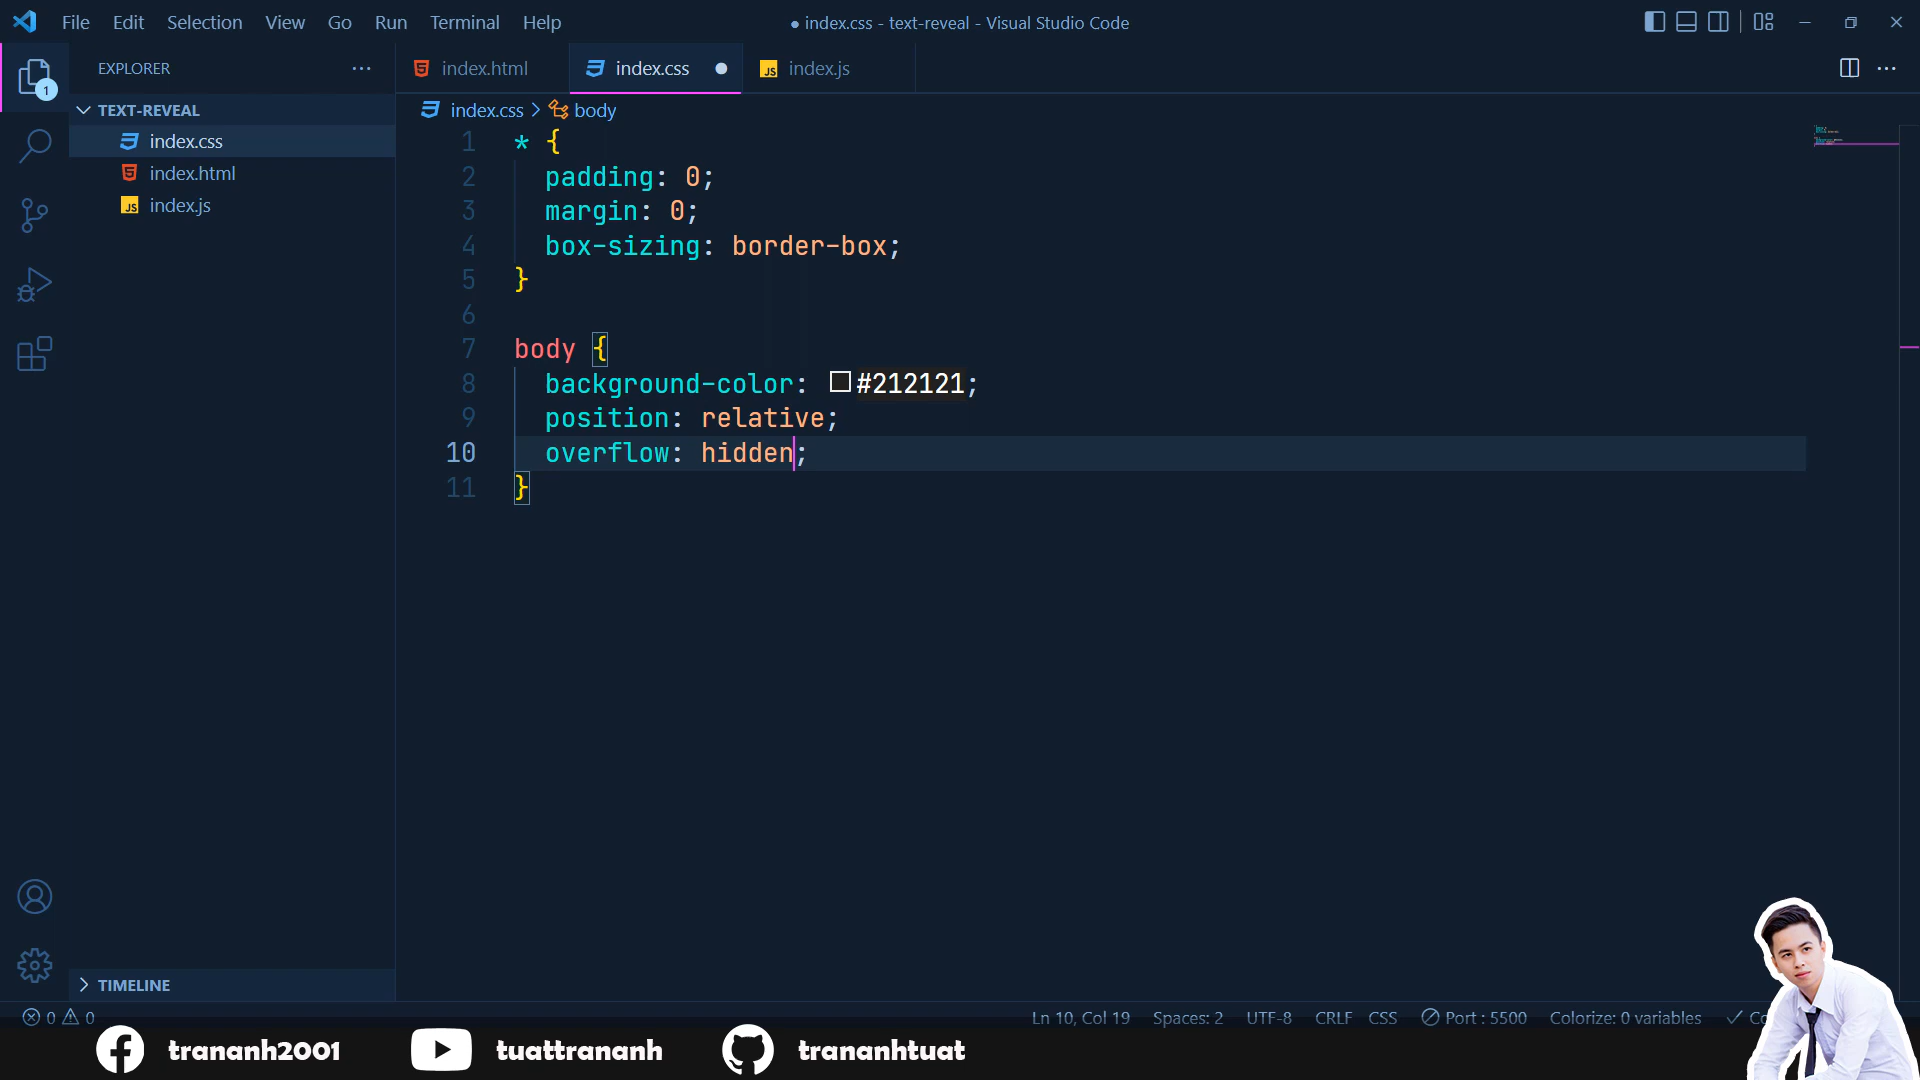 File Edit Selection View Go Run Terminal Help
● index.css - text-reveal - Visual Studio Code
EXPLORER
index.html
index.css
index.js
1
TEXT-REVEAL
index.css
index.html
index.js
TIMELINE
index.css > body
1 * {
2 padding: 0;
3 margin: 0;
4 box-sizing: border-box;
5 }
6
7 body {
8 background-color: #212121;
9 position: relative;
10 overflow: hidden;
11 }
0 0
Ln 10, Col 19 Spaces: 2 UTF-8 CRLF CSS Port : 5500 Colorize: 0 variables
trananh2001 tuattrananh trananhtuat